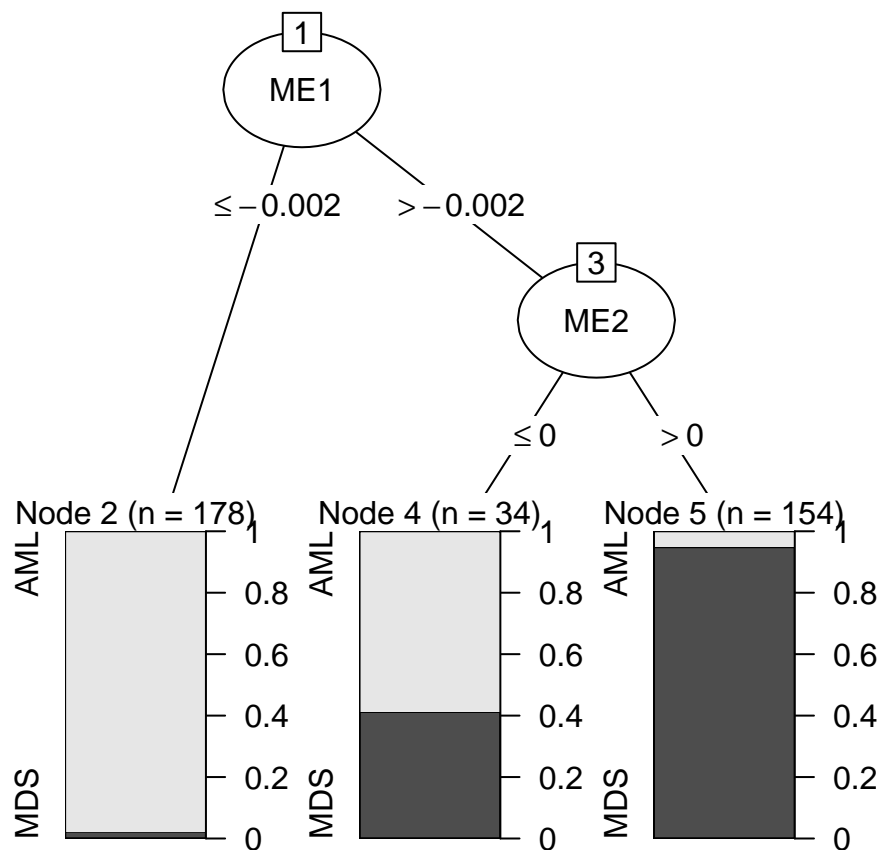 1
ME1
≤ −0.002
> −0.002
3
ME2
≤ 0
> 0
Node 2 (n = 178)
AML
MDS
1
0.8
0.6
0.4
0.2
0
Node 4 (n = 34)
AML
MDS
1
0.8
0.6
0.4
0.2
0
Node 5 (n = 154)
AML
MDS
1
0.8
0.6
0.4
0.2
0